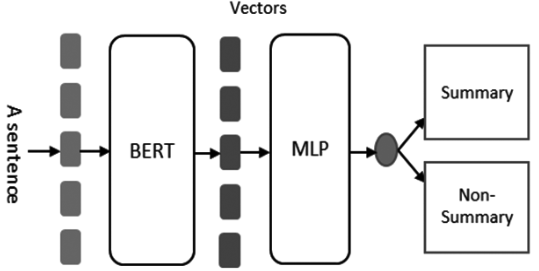 Vectors
A sentence
BERT
MLP
Summary
Non-
Summary